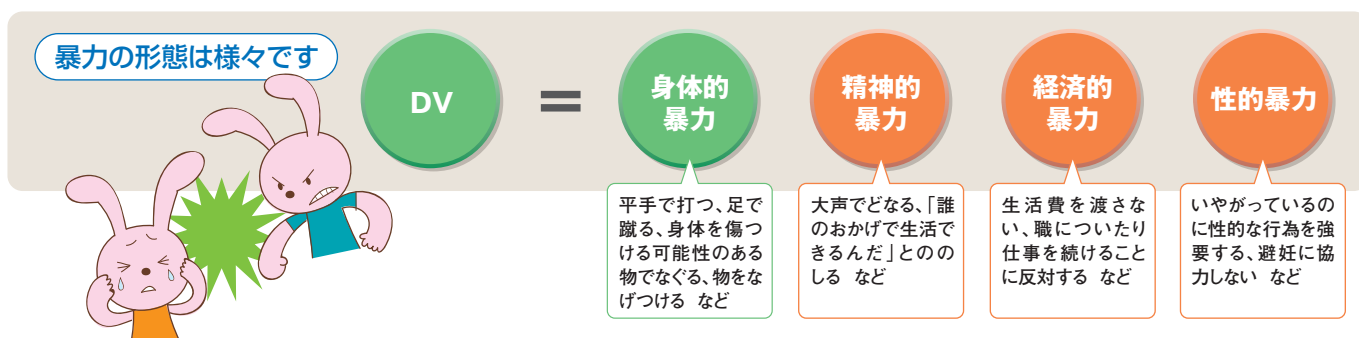 暴力の形態は様々です
DV
=
身体的
暴力
精神的
暴力
経済的
暴力
性的暴力
平手で打つ、足で
蹴る、身体を傷つ
ける可能性のある
物でなぐる、物をな
げつける など
大声でどなる、「誰
のおかげで生活で
きるんだ」とのの
しる など
生活費を渡さな
い、職についたり
仕事を続けること
に反対する など
いやがっているの
に性的な行為を強
要する、避妊に協
力しない など